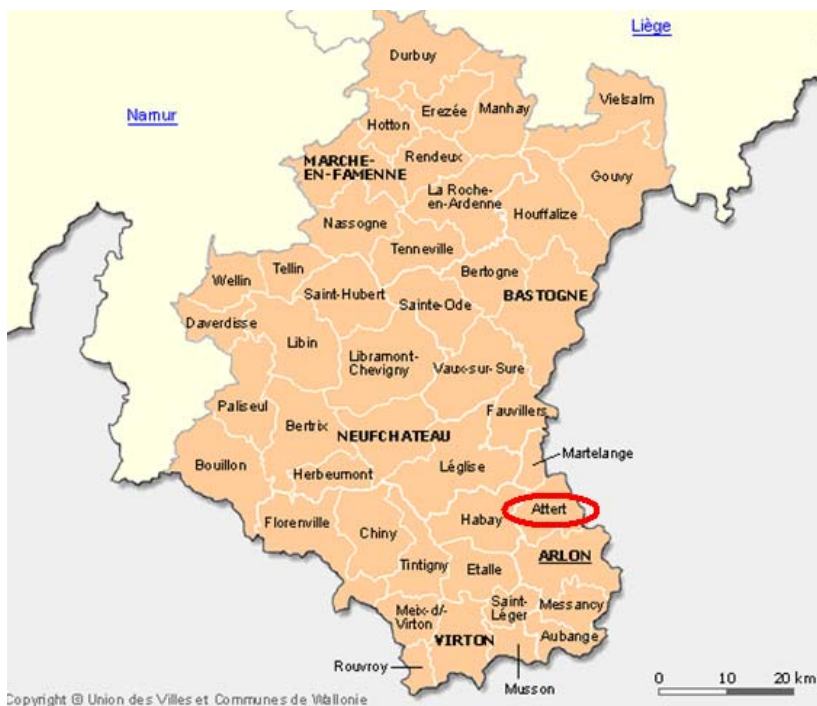 Liège
Durbuy
Vielsalm
Namur
Erezée
Manhay
Hotton
MARCHE-
EN-FAMENNE
Rendeux
Gouvy
La Roche-
en-Ardenne
Houffalize
Nassogne
Tenneville
Bertogne
Wellin
Tellin
Saint-Hubert
Sainte-Ode
BASTOGNE
Daverdisse
Libin
Libramont-
Chevigny
Vaux-sur-Sure
Paliseul
Fauvillers
Bertrix
NEUFCHATEAU
Martelange
Bouillon
Herbeumont
Léglise
Attert
Florenville
Chiny
Habay
ARLON
Tintigny
Etalle
Meix-d/-
Virton
Saint-
Léger
Messancy
VIRTON
Aubange
Rouvroy
Musson
0 10 20 km
Copyright © Union des Villes et Communes de Wallonie